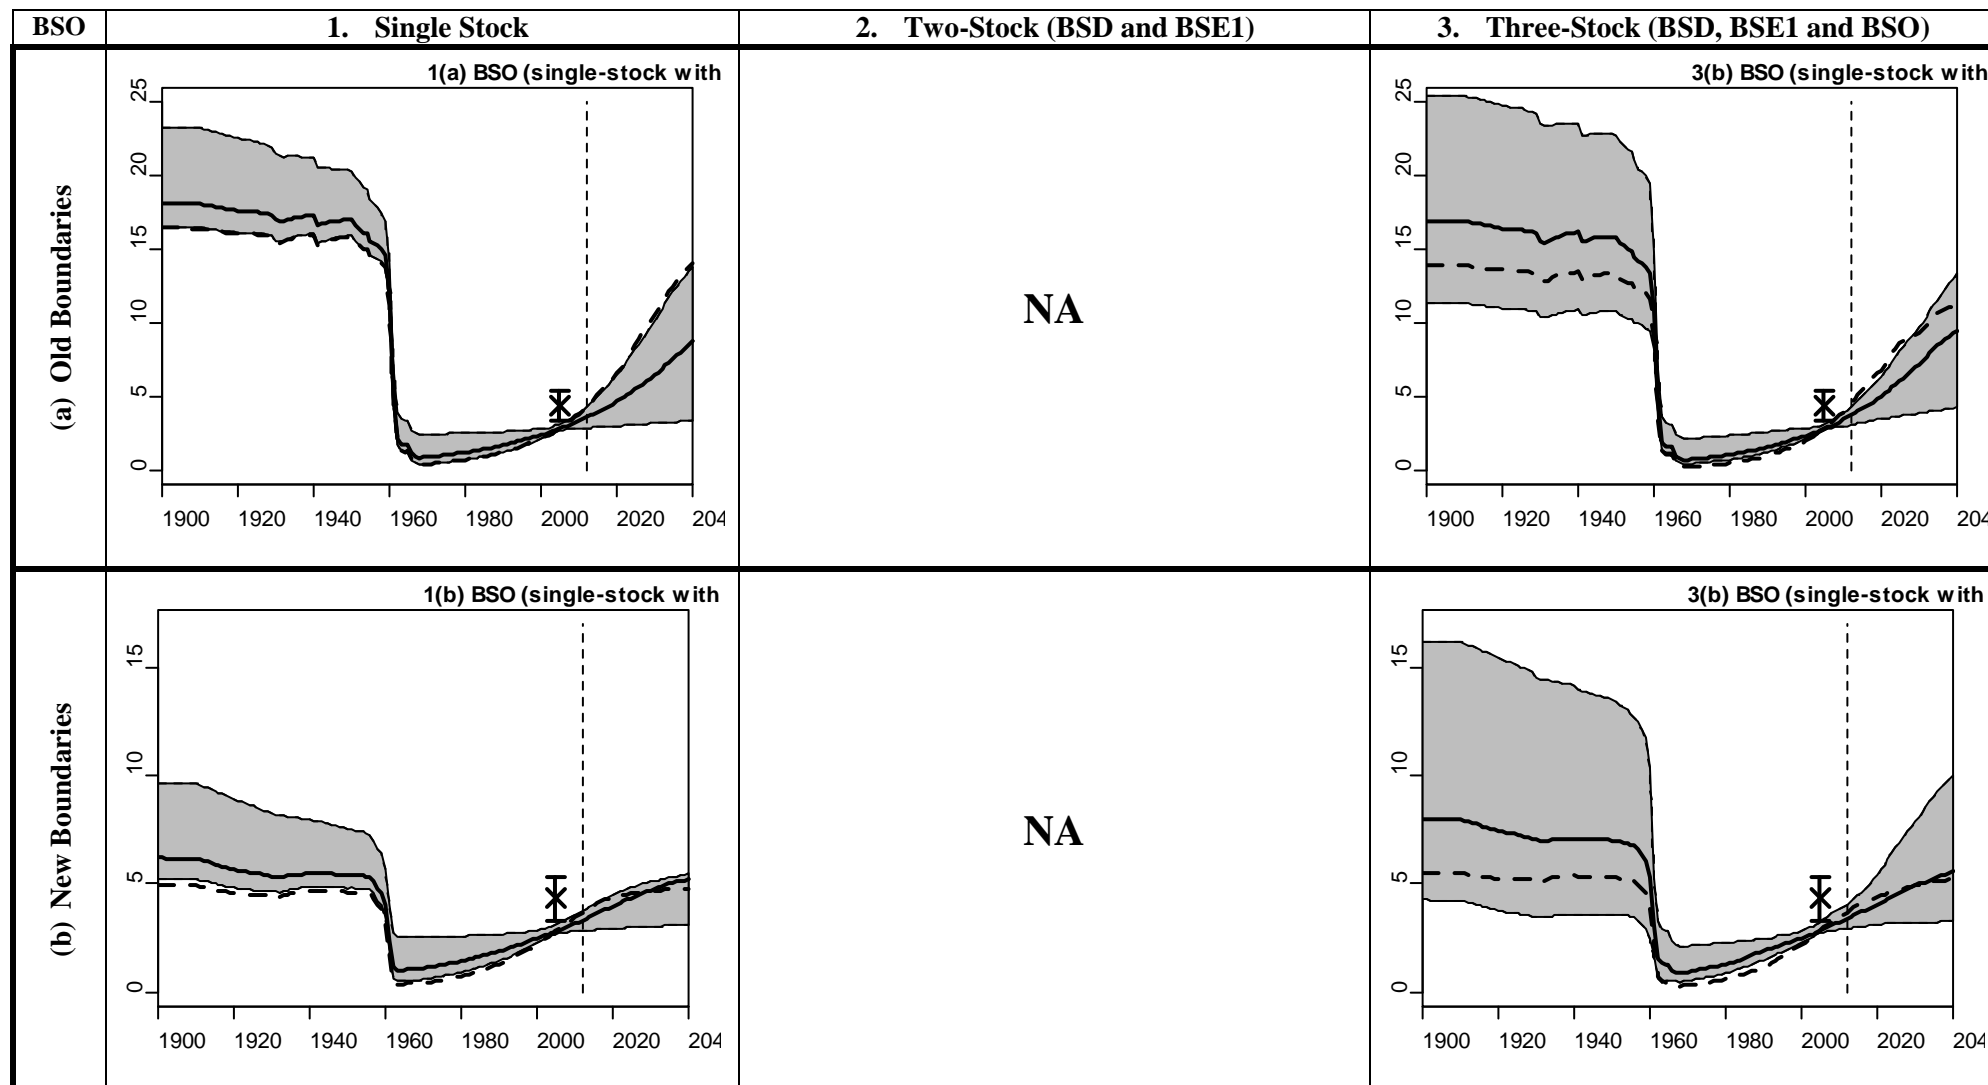 BSO
1. Single Stock
2. Two-Stock (BSD and BSE1)
3. Three-Stock (BSD, BSE1 and BSO)
(a) Old Boundaries
1(a) BSO (single-stock with
25
20
15
10
5
0
1900 1920 1940 1960 1980 2000 2020 204
NA
3(b) BSO (single-stock with
25
20
15
10
5
0
1900 1920 1940 1960 1980 2000 2020 204
(b) New Boundaries
1(b) BSO (single-stock with
15
10
5
0
1900 1920 1940 1960 1980 2000 2020 204
NA
3(b) BSO (single-stock with
15
10
5
0
1900 1920 1940 1960 1980 2000 2020 204